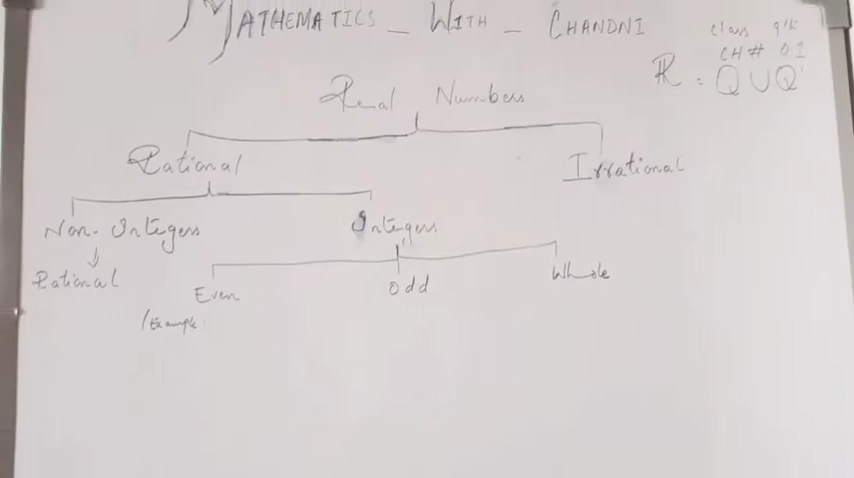 MATHEMATICS _ WITH _ CHANDNI
class 9th
CH# 01
R : Q U Q'
Real Numbers
Rational Irrational
Non-Integers Integers
Rational
Even Odd Whole
Example: